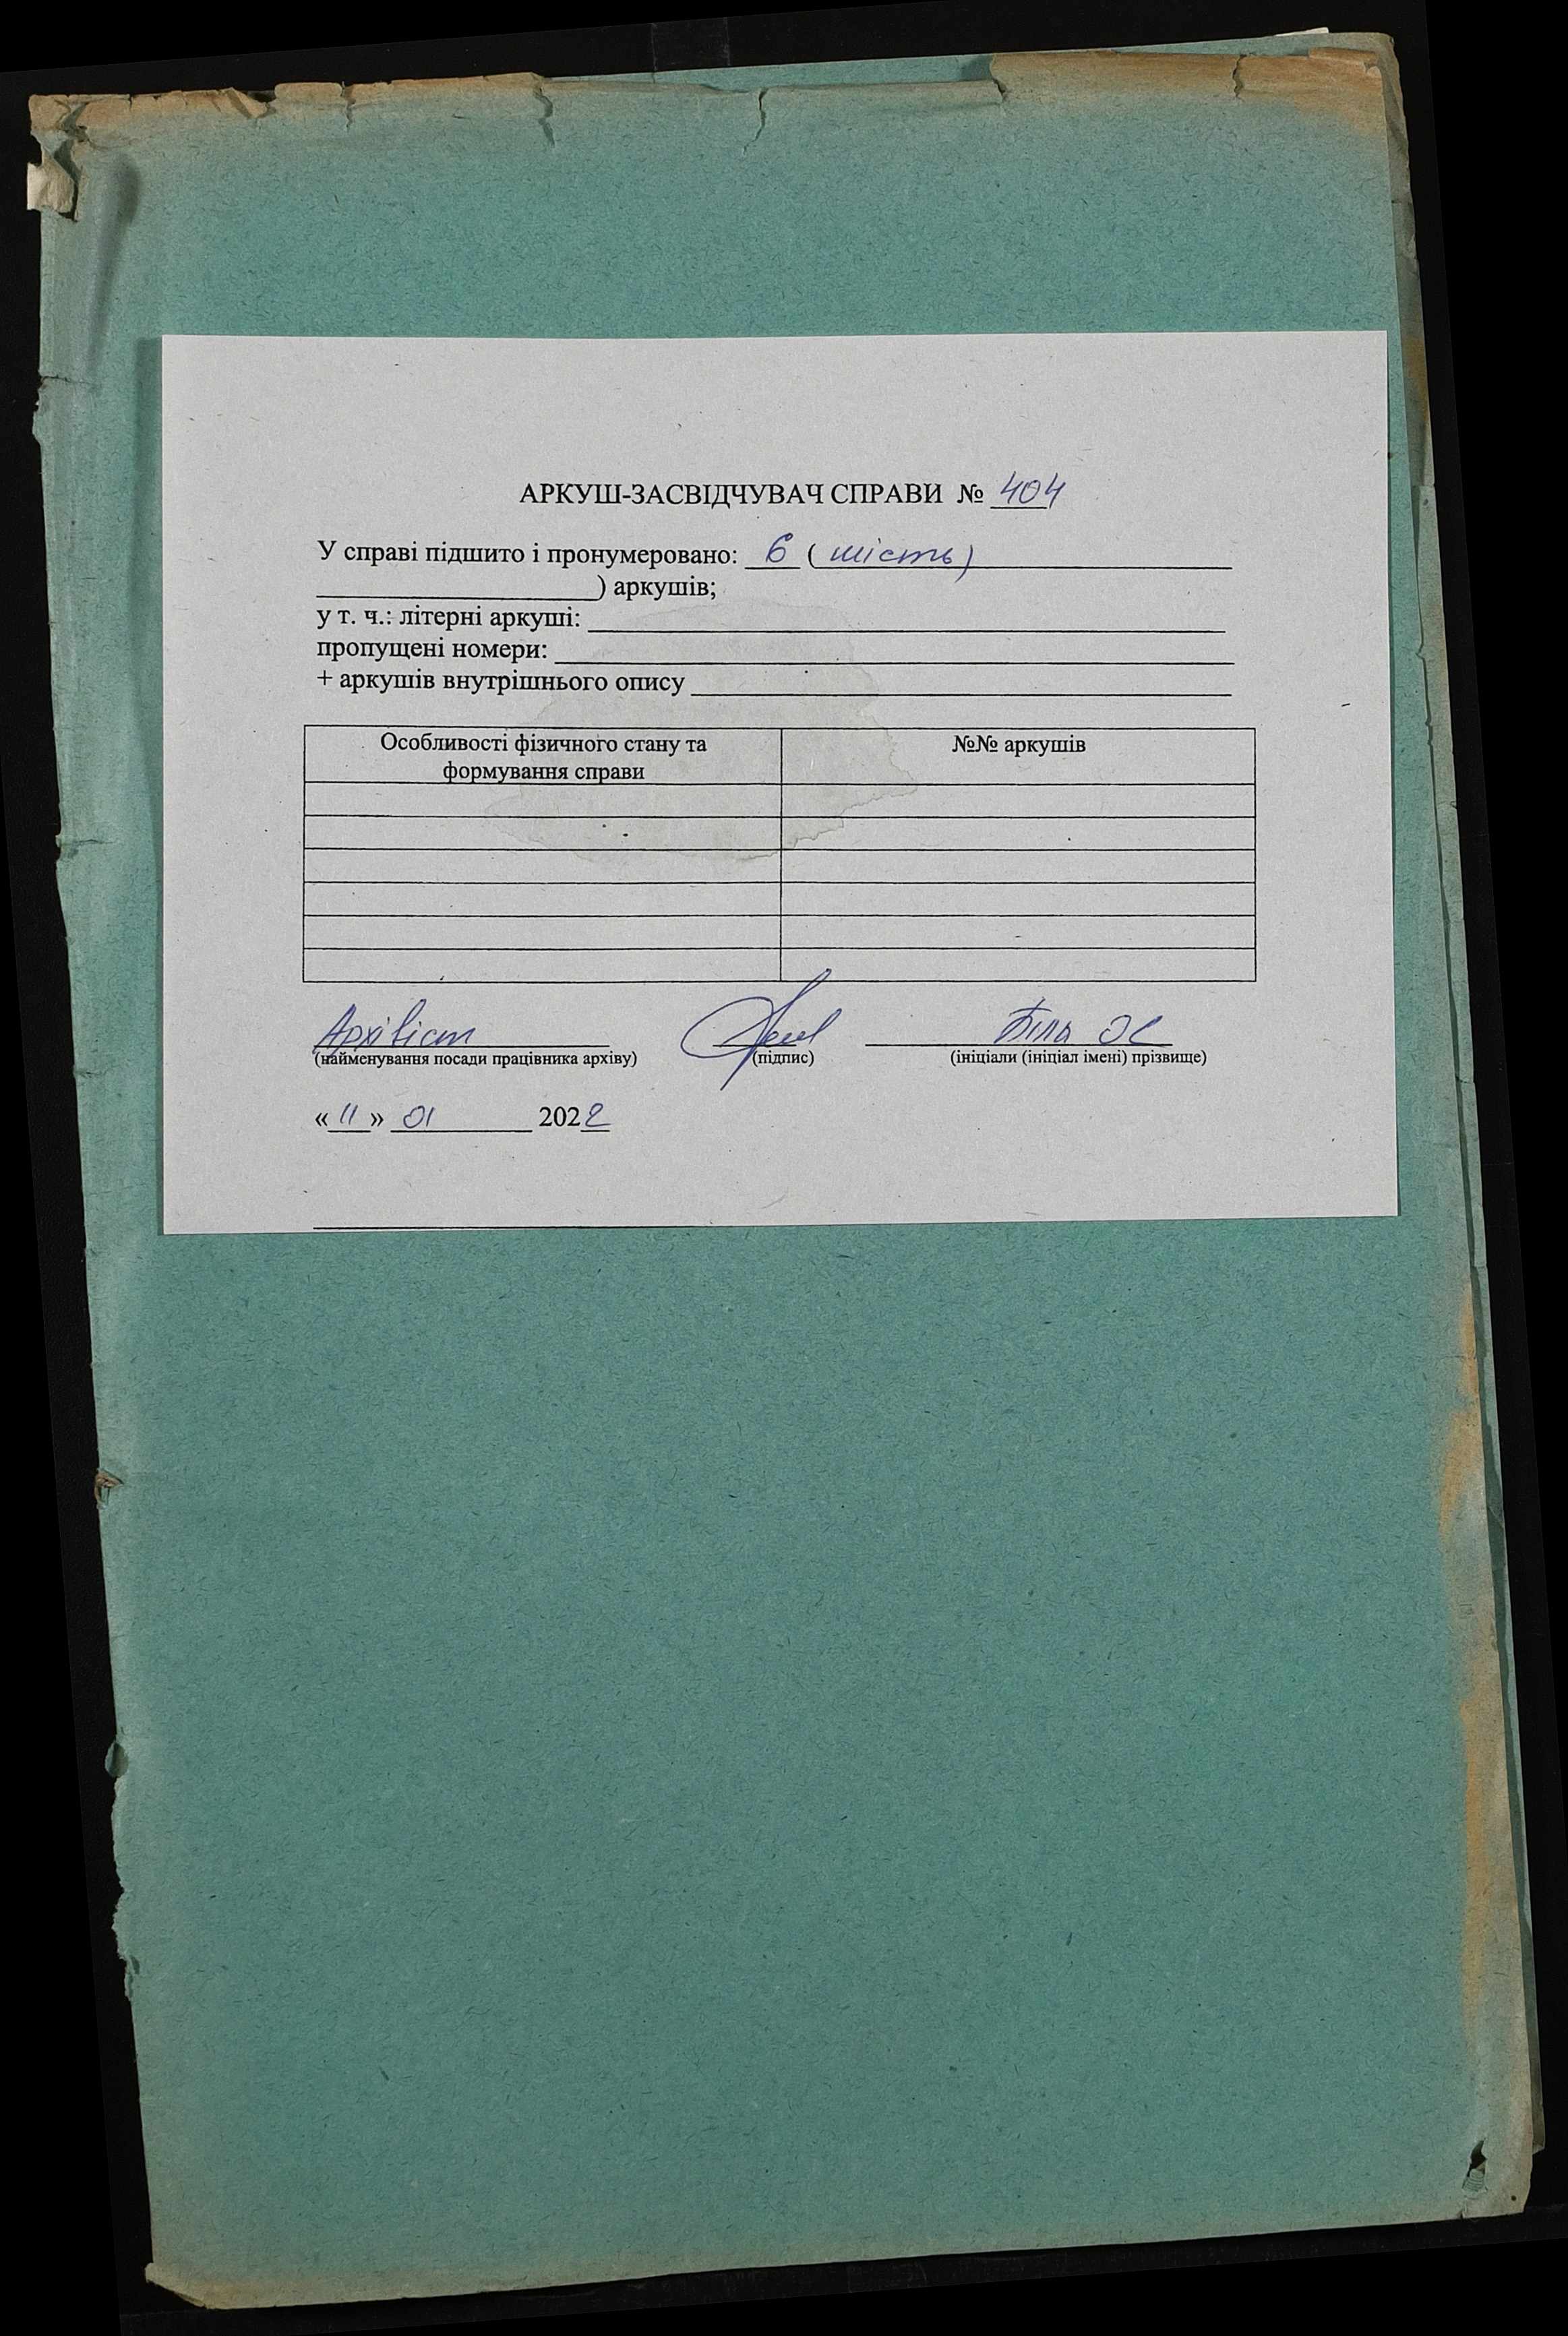 АРКУШ-ЗАСВІДЧУВАЧ СПРАВИ № 404
У справі підшито і пронумеровано: 6 ( шість)
) аркушів;
у т. ч.: літерні аркуші:
пропущені номери:
+ аркушів внутрішнього опису
Особливості фізичного стану та формування справи №№ аркушів
Архівіст Біла ОС
(найменування посади працівника архіву) (підпис) (ініціали (ініціал імені) прізвище)
« 11 » 01 2022